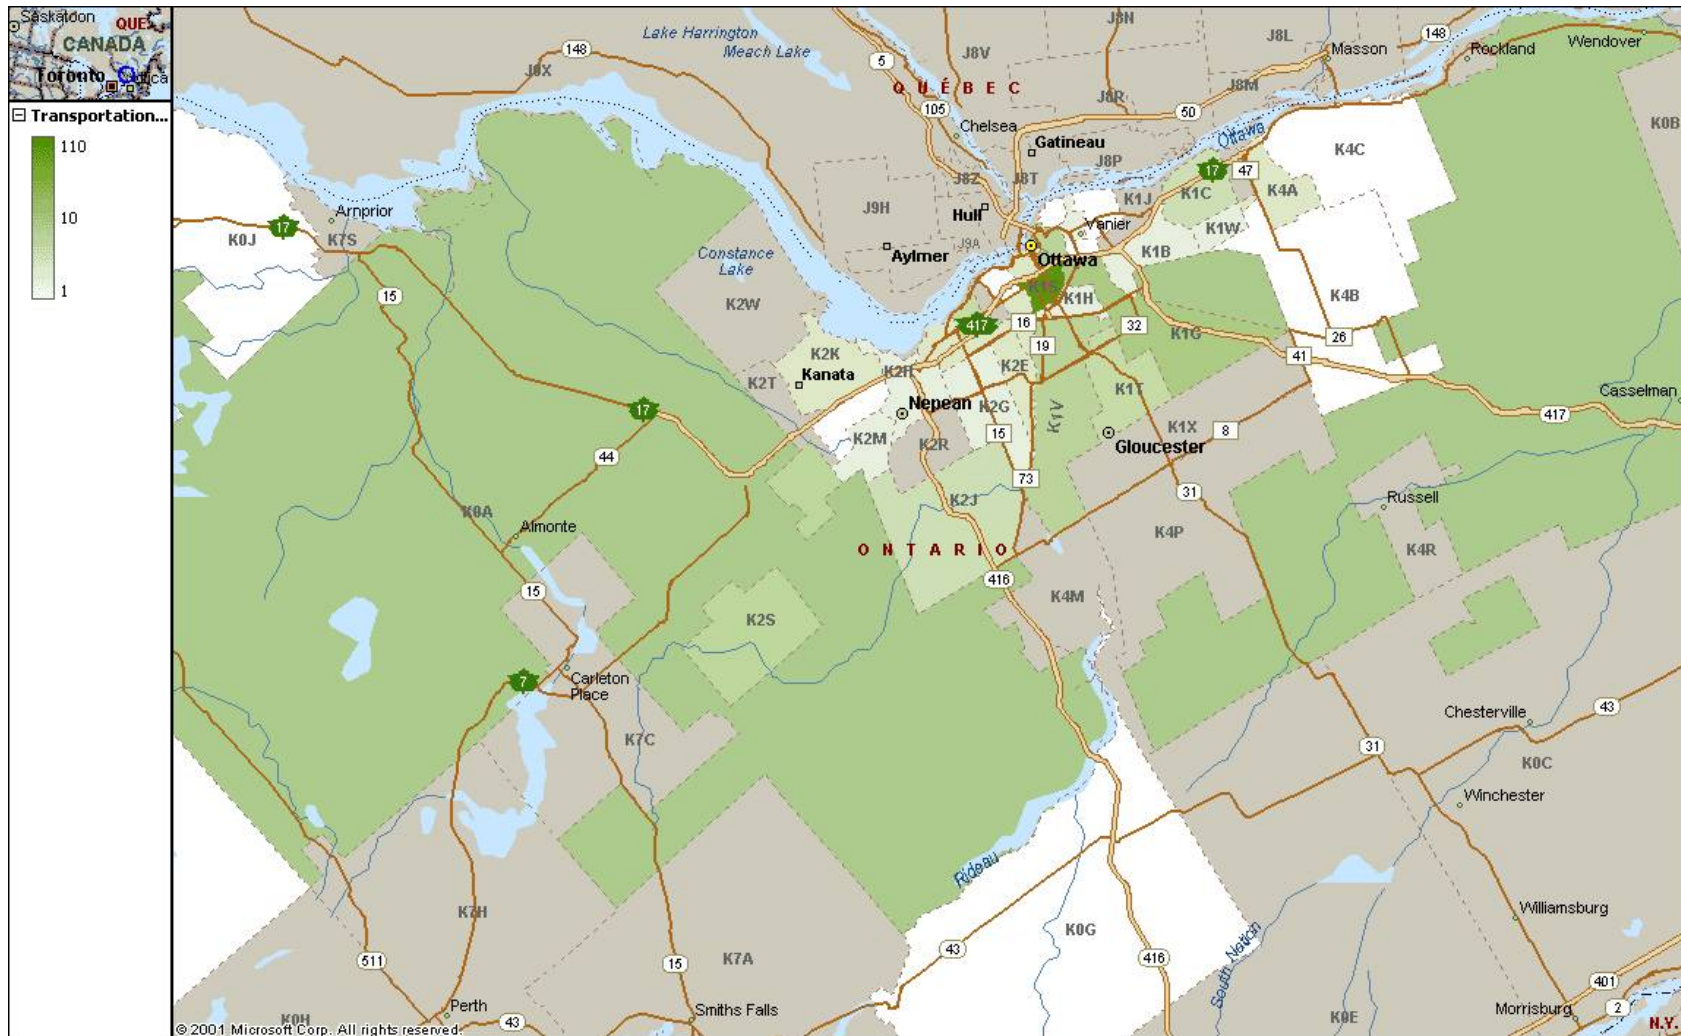 Saskatoon
QUE
CANADA
Toronto
Utica
Transportation...
110
10
1
Lake Harrington
Meach Lake
J8N
J8L
J8V
148
Masson
148
Rockland
Wendover
5
J8X
J8M
QUÉBEC
J8R
105
50
K0B
Chelsea
Ottawa
Gatineau
J8P
K4C
J8Z
J8T
17
47
K1J
K1C
K4A
Arnprior
J9H
Hull
Vanier
K1W
17
K0J
K7S
J9A
K1B
Aylmer
Ottawa
Constance
Lake
K1S
K1H
K4B
15
K2W
417
16
32
K1G
19
26
K2K
41
K2E
K2H
Kanata
K2T
K1T
Casselman
17
Nepean
K2G
K1V
417
15
K1X
8
K2M
K2R
Gloucester
44
73
31
K2J
Russell
K0A
Almonte
K4P
ONTARIO
K4R
416
15
K4M
K2S
Carleton
Place
7
43
Chesterville
K7C
31
K0C
Winchester
Rideau
K7H
Williamsburg
K0G
43
South Nation
K7A
511
15
416
401
Perth
Smiths Falls
Morrisburg
2
K0H
43
K0E
N.Y.
© 2001 Microsoft Corp. All rights reserved.